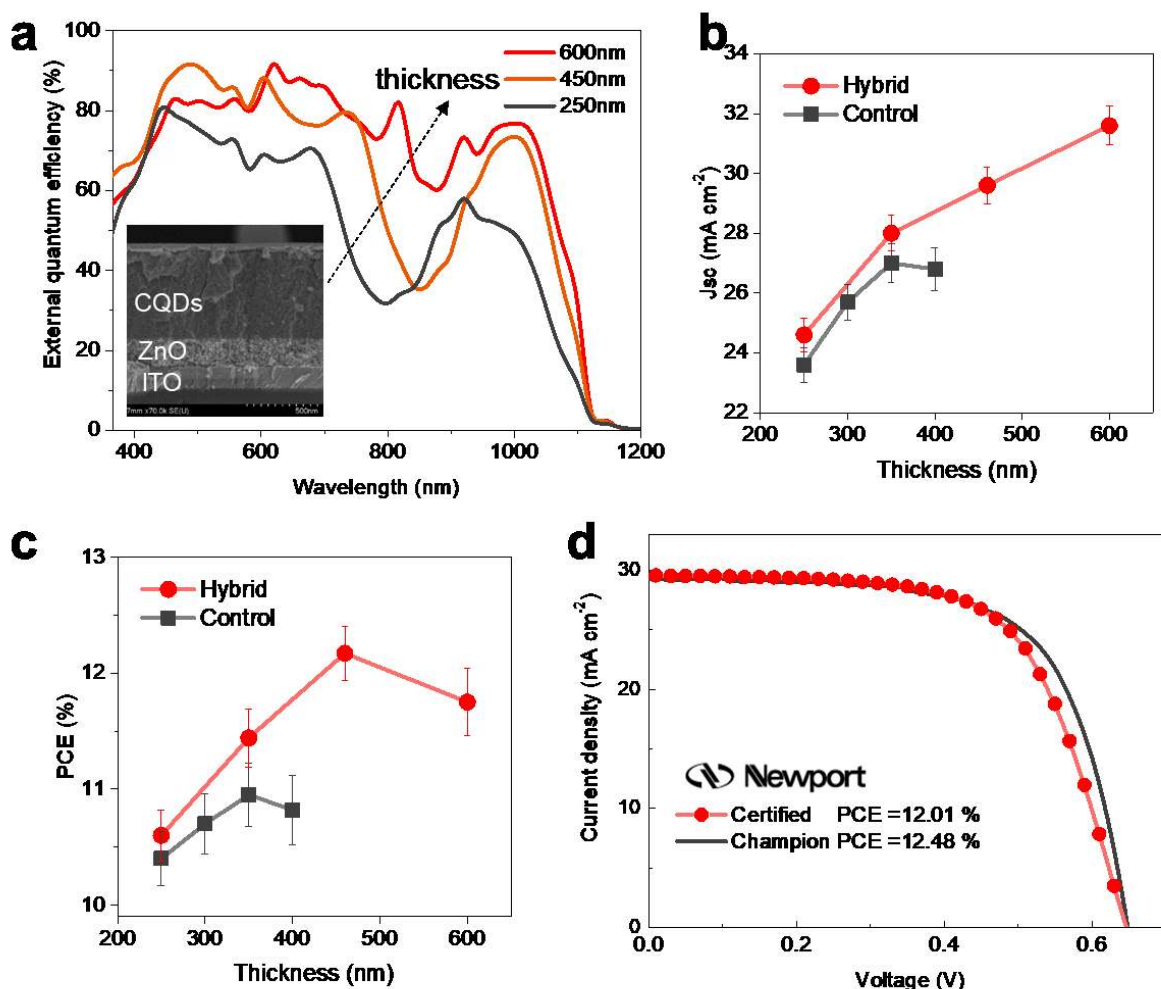 a
External quantum efficiency (%)
100
80
60
40
20
0
400
600
800
1000
1200
Wavelength (nm)
thickness
600nm
450nm
250nm
CQDs
ZnO
ITO
7mm x70.0k SE(U)
500nm
b
Jsc (mA cm-2)
34
32
30
28
26
24
22
200
300
400
500
600
Thickness (nm)
Hybrid
Control
c
PCE (%)
13
12
11
10
200
300
400
500
600
Thickness (nm)
Hybrid
Control
d
Current density (mA cm-2)
30
20
10
0
0.0
0.2
0.4
0.6
Voltage (V)
Newport
Certified PCE =12.01 %
Champion PCE =12.48 %